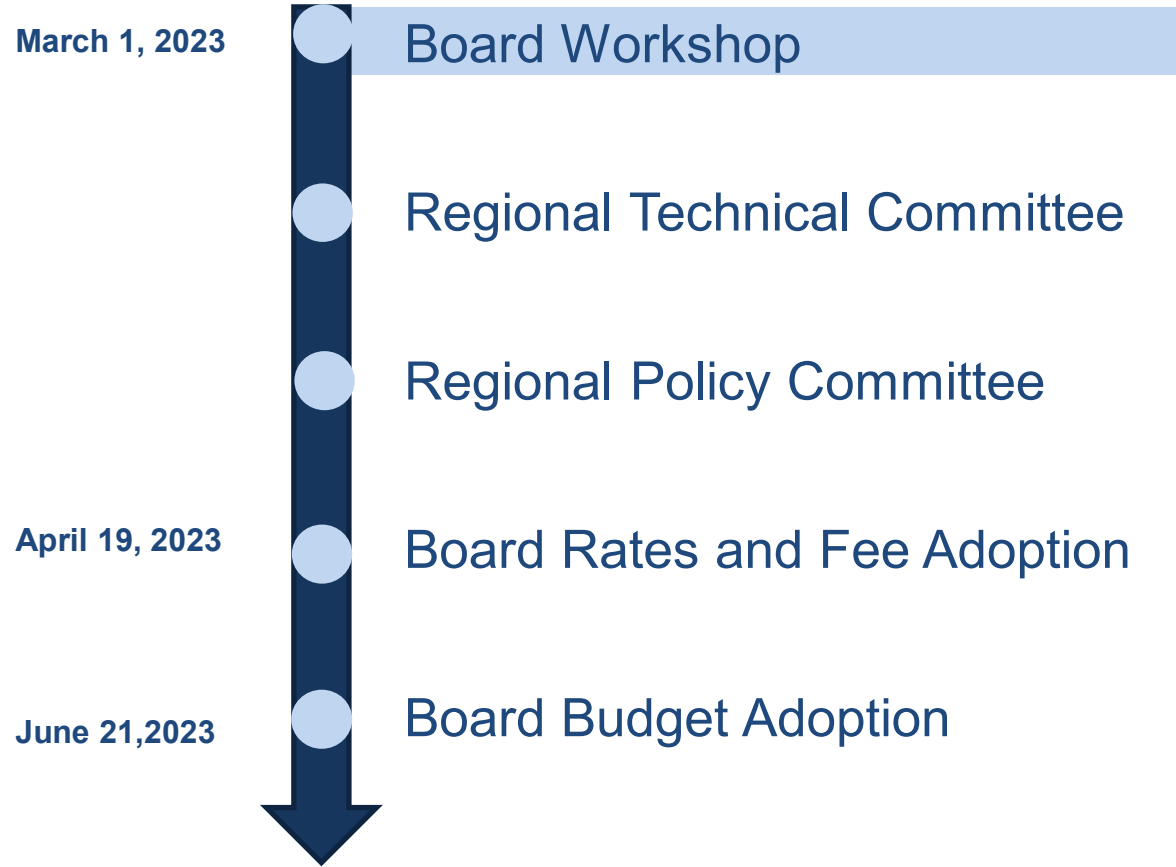 March 1, 2023
Board Workshop
Regional Technical Committee
Regional Policy Committee
April 19, 2023
Board Rates and Fee Adoption
June 21,2023
Board Budget Adoption